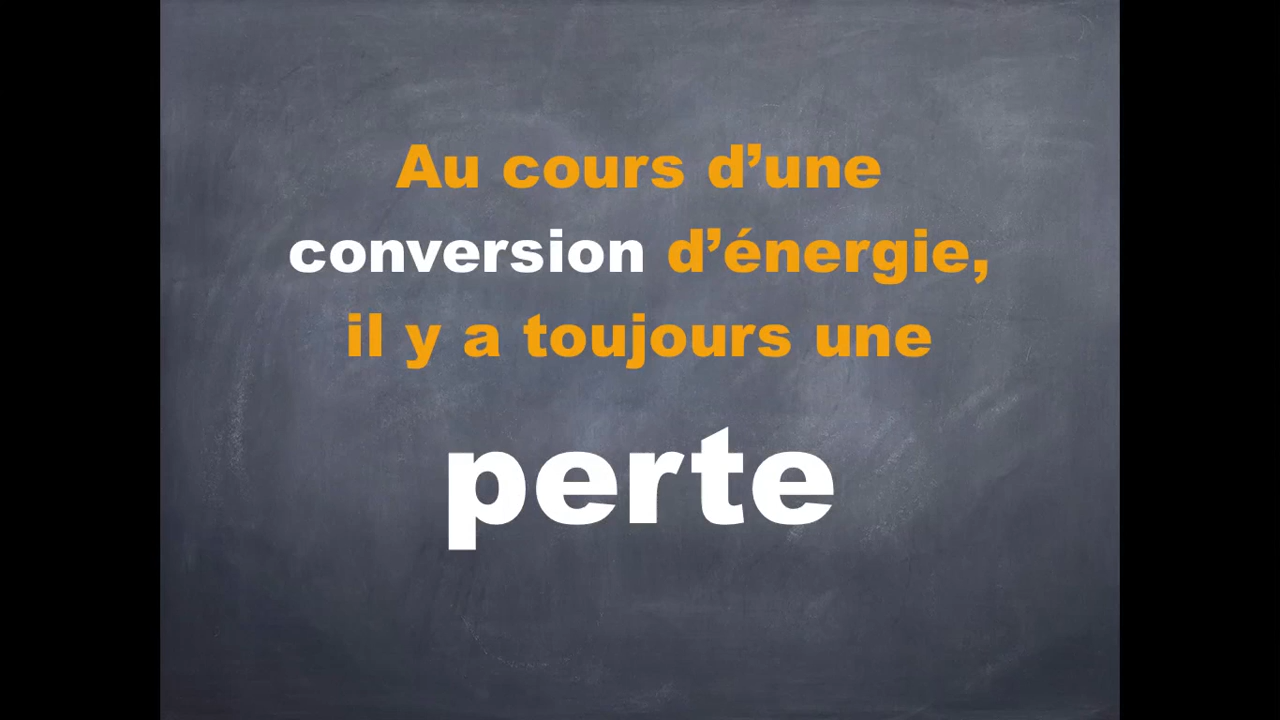 Au cours d’une
conversion d’énergie,
il y a toujours une
perte